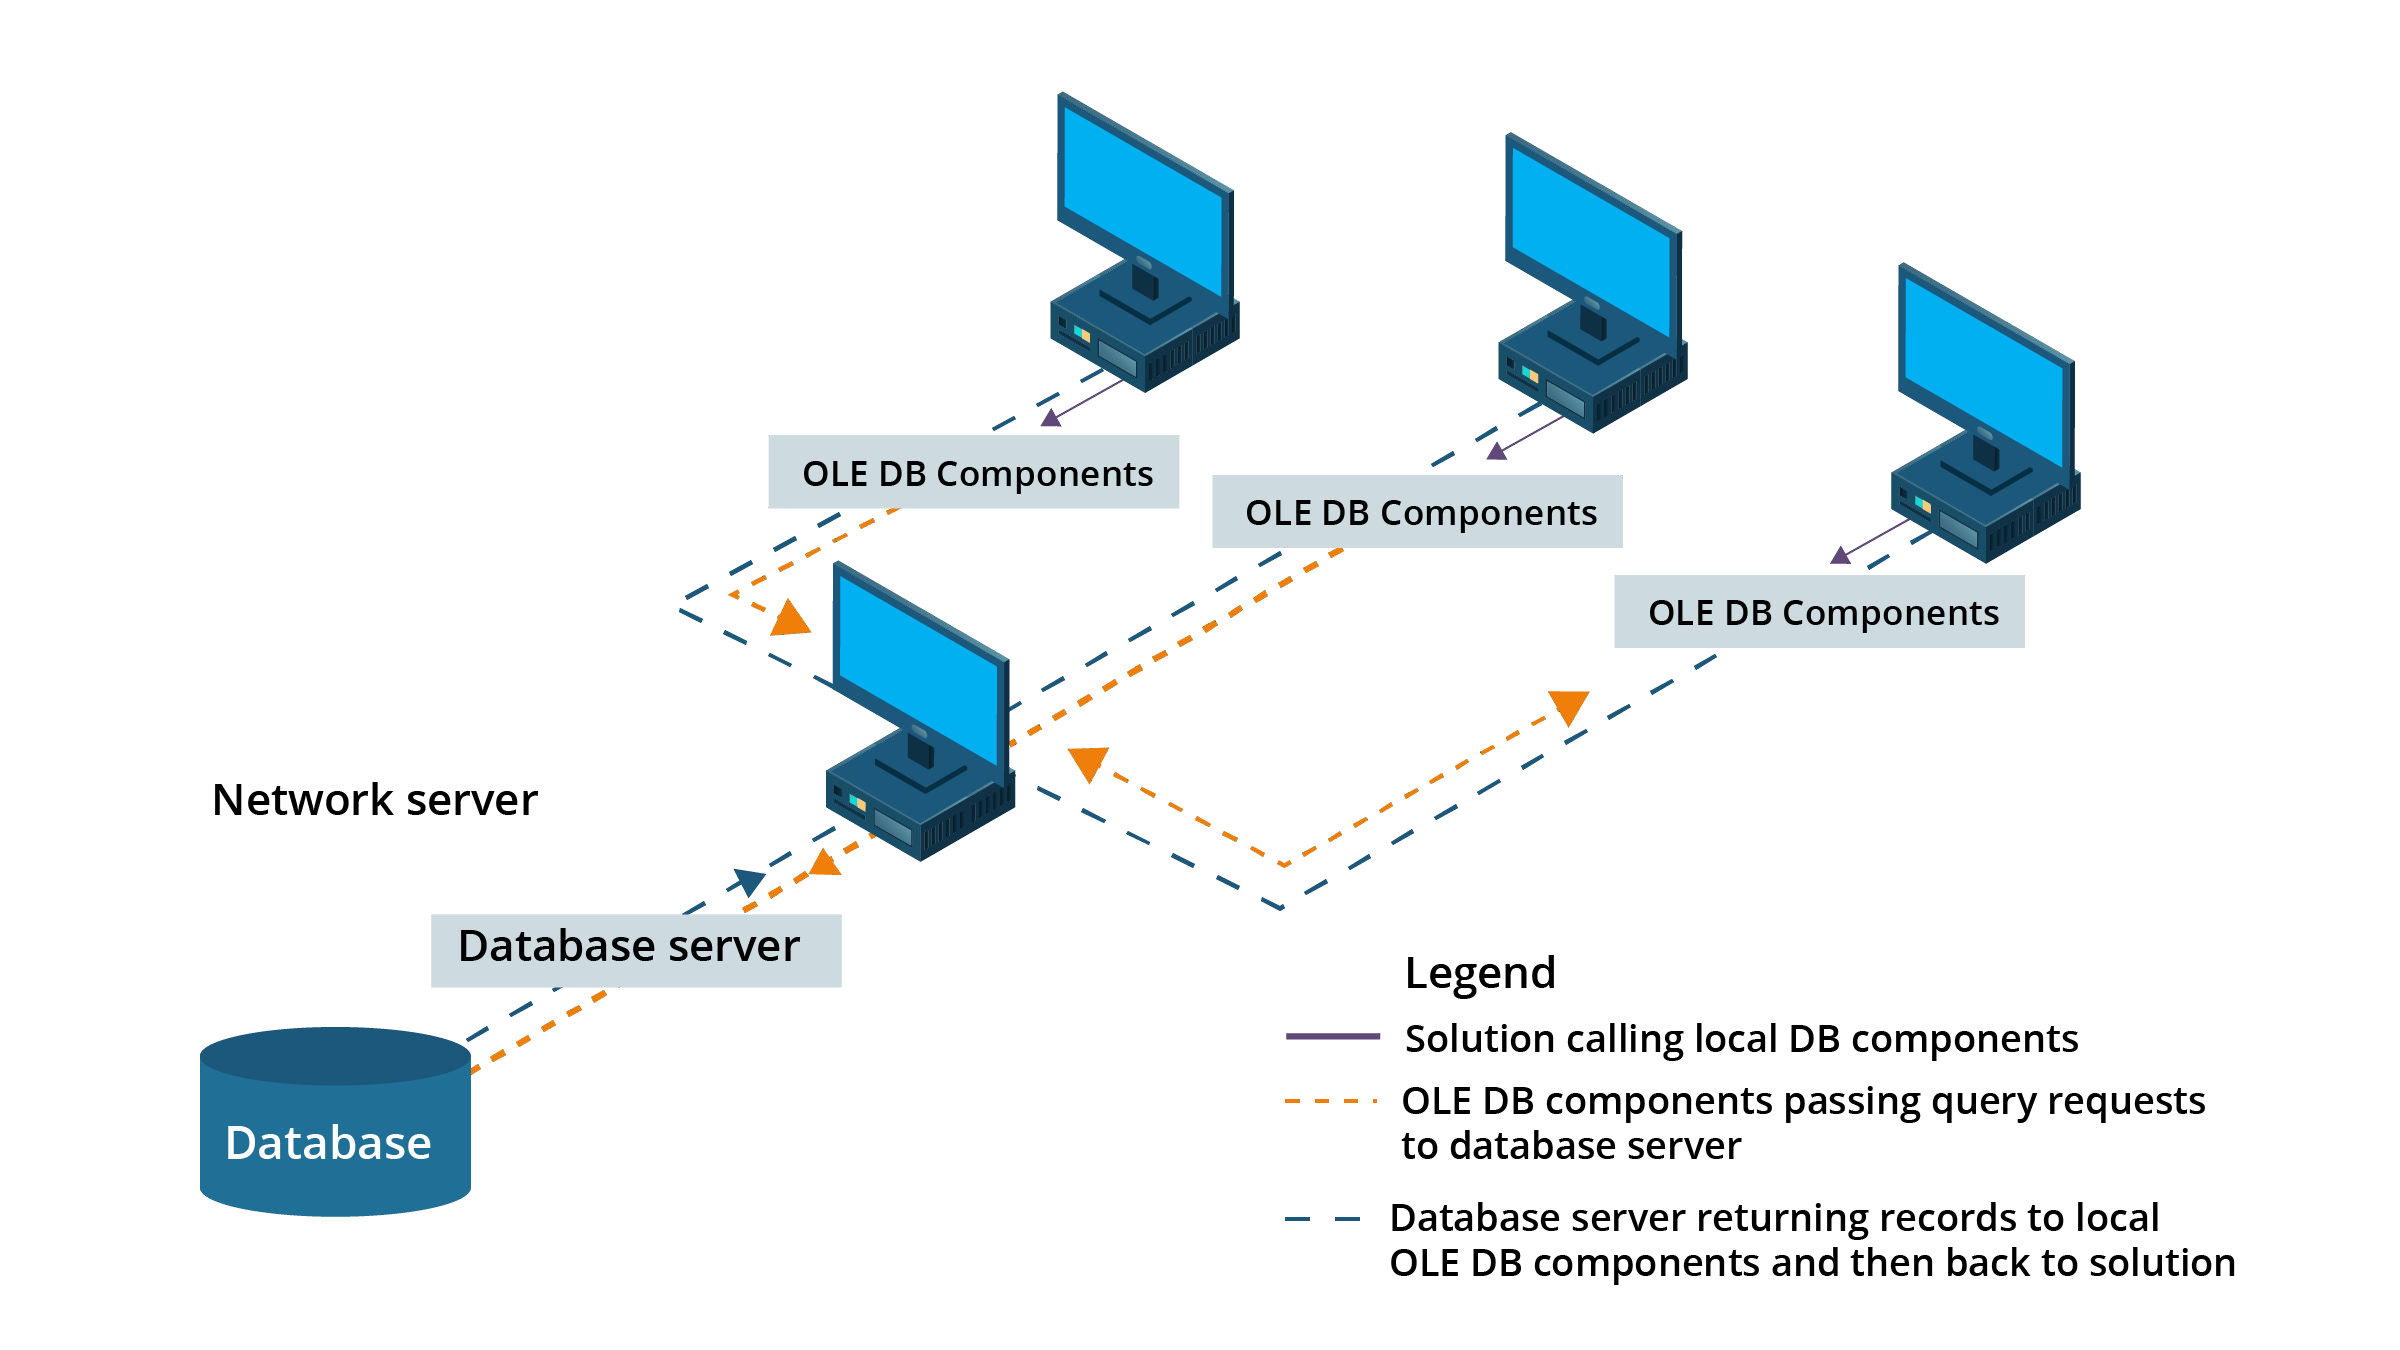 OLE DB Components
OLE DB Components
OLE DB Components
Network server
Database server
Database
Legend
Solution calling local DB components
OLE DB components passing query requests
to database server
Database server returning records to local
OLE DB components and then back to solution